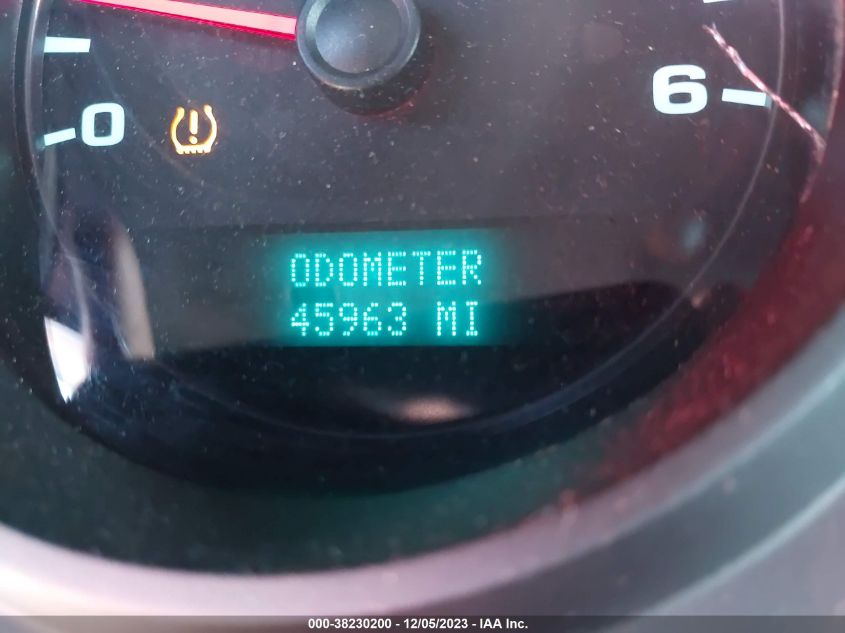 0
6
ODOMETER
45963 MI
000-38230200 - 12/05/2023 - IAA Inc.